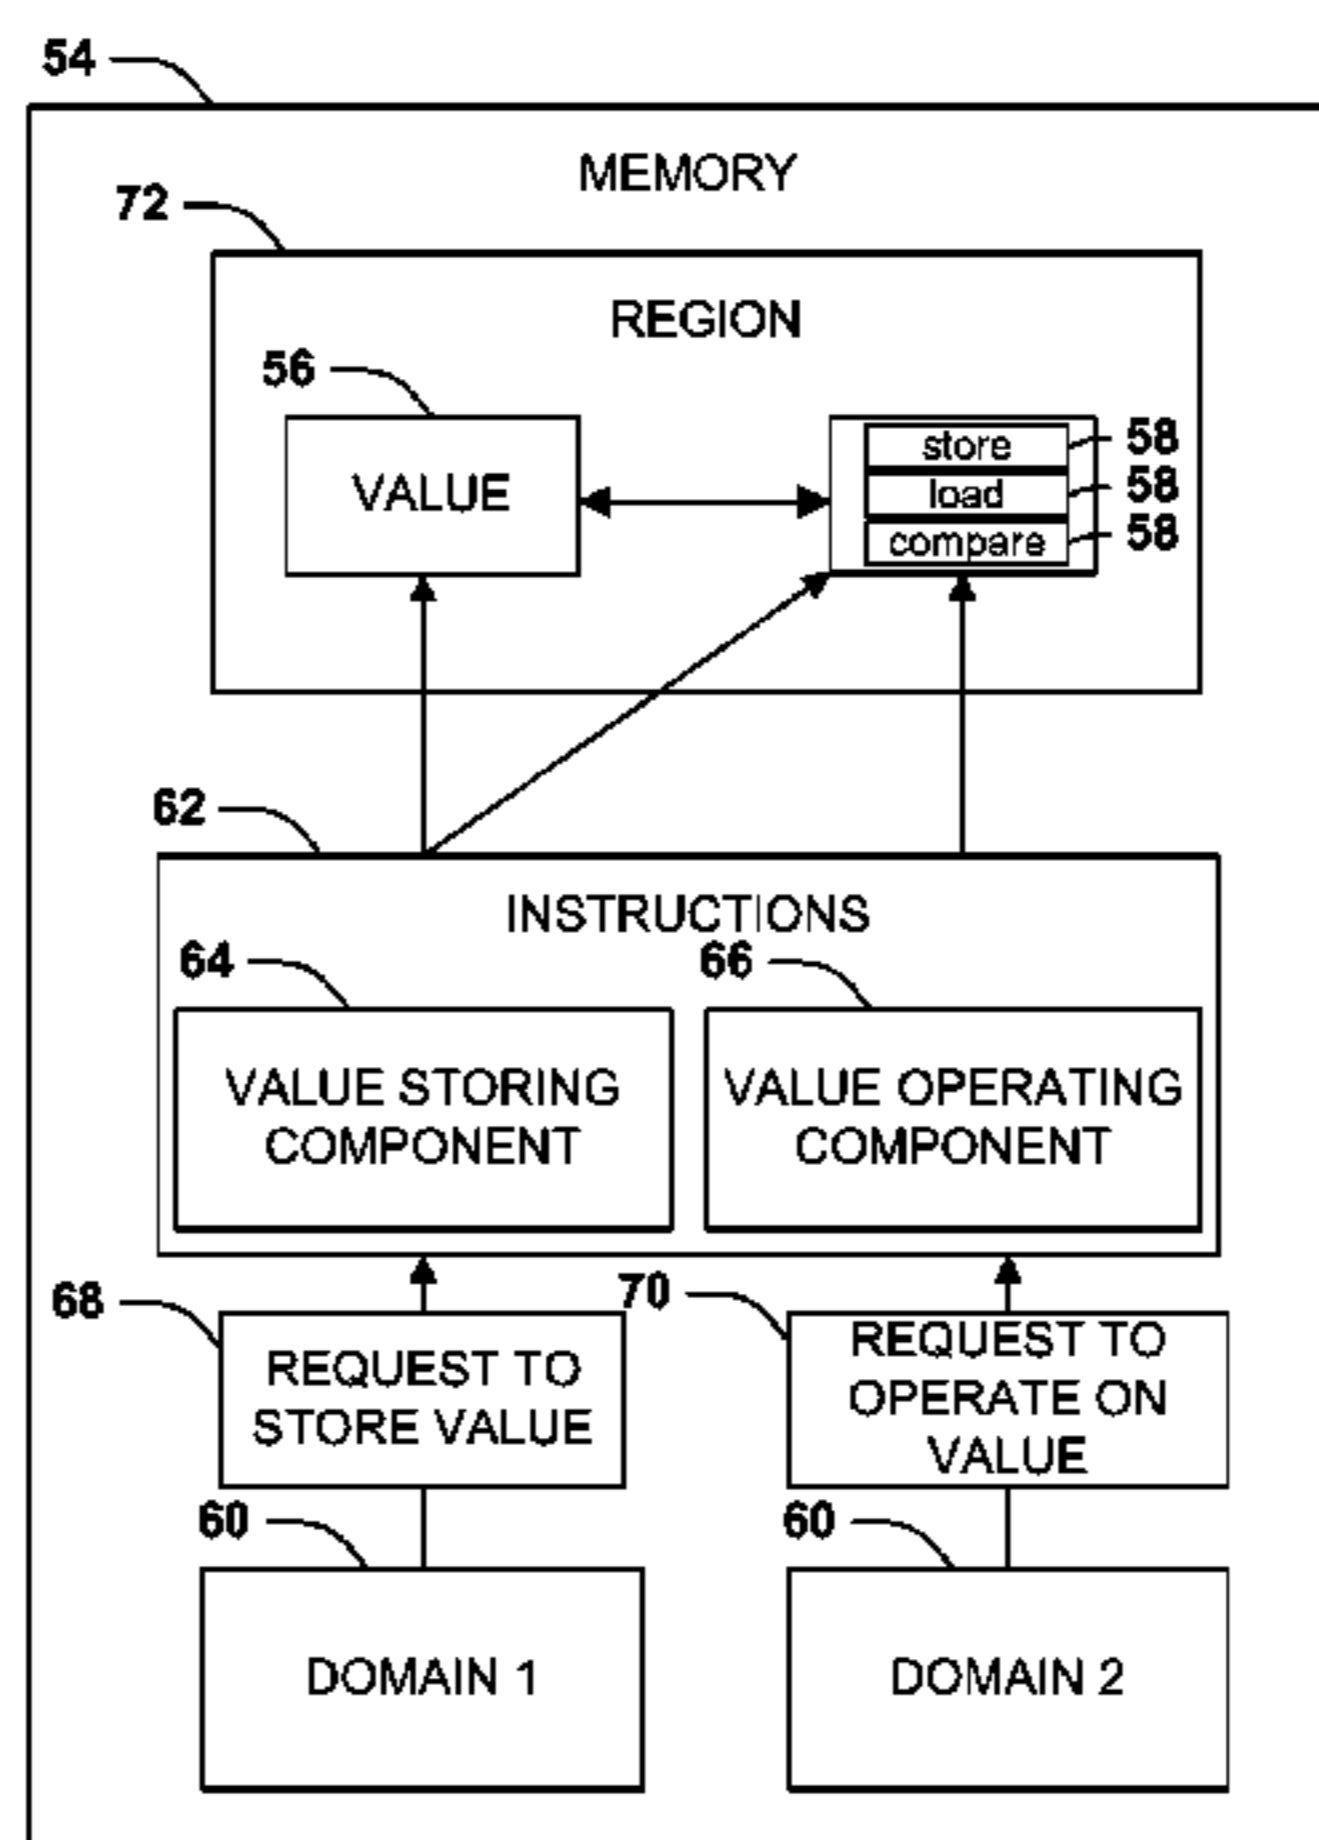 54
MEMORY
72
REGION
56
VALUE
store 58
load 58
compare 58
62
INSTRUCTIONS
64
66
VALUE STORING
COMPONENT
VALUE OPERATING
COMPONENT
68
REQUEST TO
STORE VALUE
70
REQUEST TO
OPERATE ON
VALUE
60
60
DOMAIN 1
DOMAIN 2